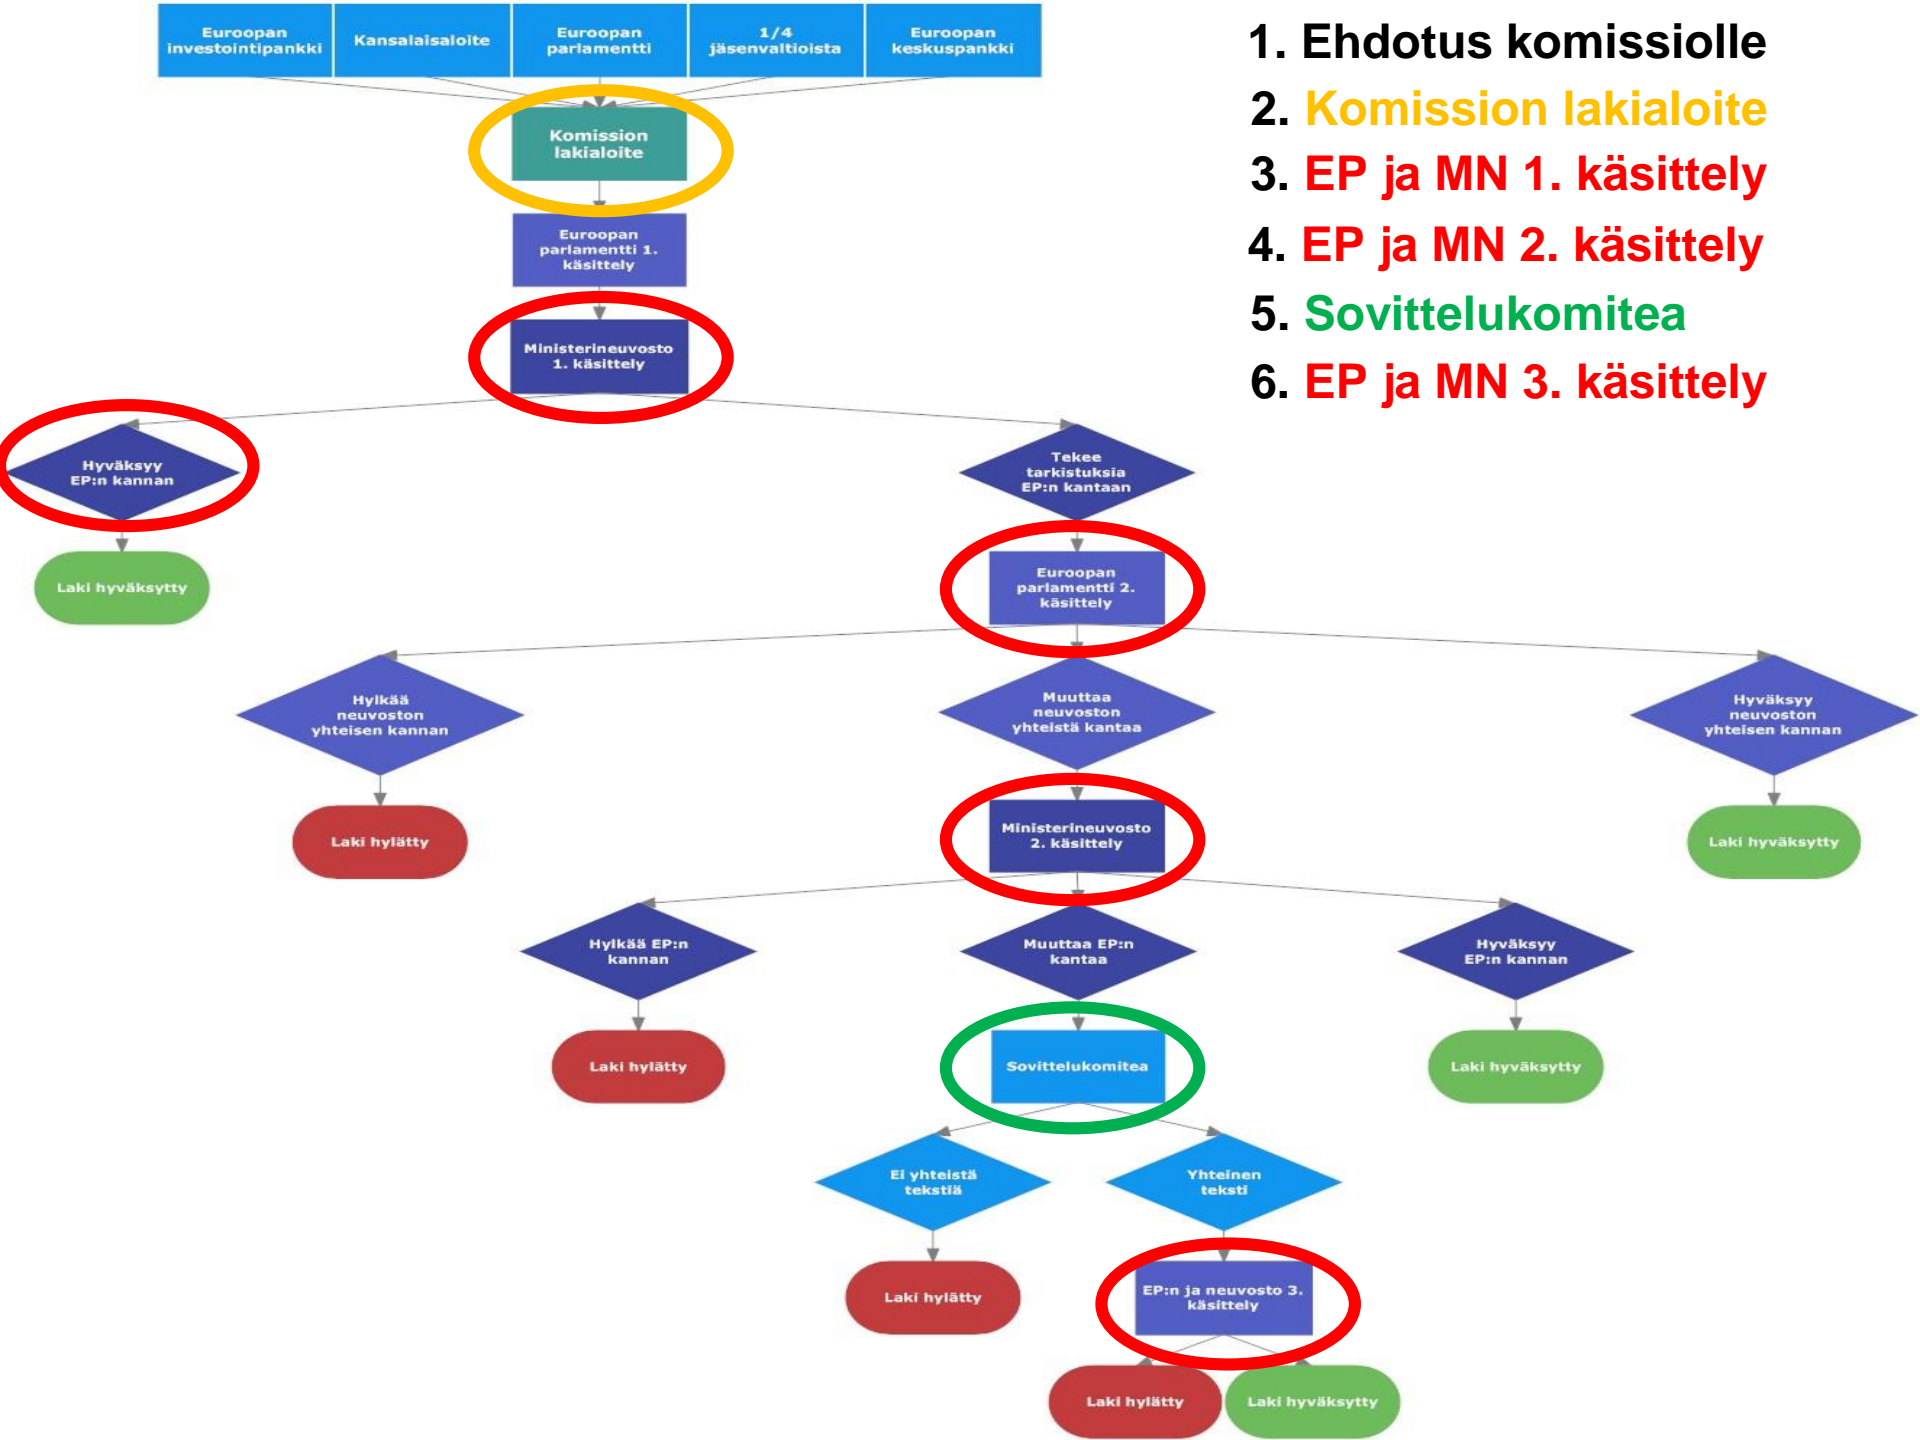 Euroopan
investointipankki
Kansalaisaloite
Euroopan
parlamentti
1/4
jäsenvaltioista
Euroopan
keskuspankki
1. Ehdotus komissiolle
2. Komission lakialoite
3. EP ja MN 1. käsittely
4. EP ja MN 2. käsittely
5. Sovittelukomitea
6. EP ja MN 3. käsittely
Komission
lakialoite
Euroopan
parlamentti 1.
käsittely
Ministerineuvosto
1. käsittely
Hyväksyy
EP:n kannan
Tekee
tarkistuksia
EP:n kantaan
Laki hyväksytty
Euroopan
parlamentti 2.
käsittely
Hylkää
neuvoston
yhteisen kannan
Muuttaa
neuvoston
yhteistä kantaa
Hyväksyy
neuvoston
yhteisen kannan
Laki hylätty
Ministerineuvosto
2. käsittely
Laki hyväksytty
Hylkää EP:n
kannan
Muuttaa EP:n
kantaa
Hyväksyy
EP:n kannan
Laki hylätty
Sovittelukomitea
Laki hyväksytty
Ei yhteistä
tekstiä
Yhteinen
teksti
Laki hylätty
EP:n ja neuvosto 3.
käsittely
Laki hylätty
Laki hyväksytty